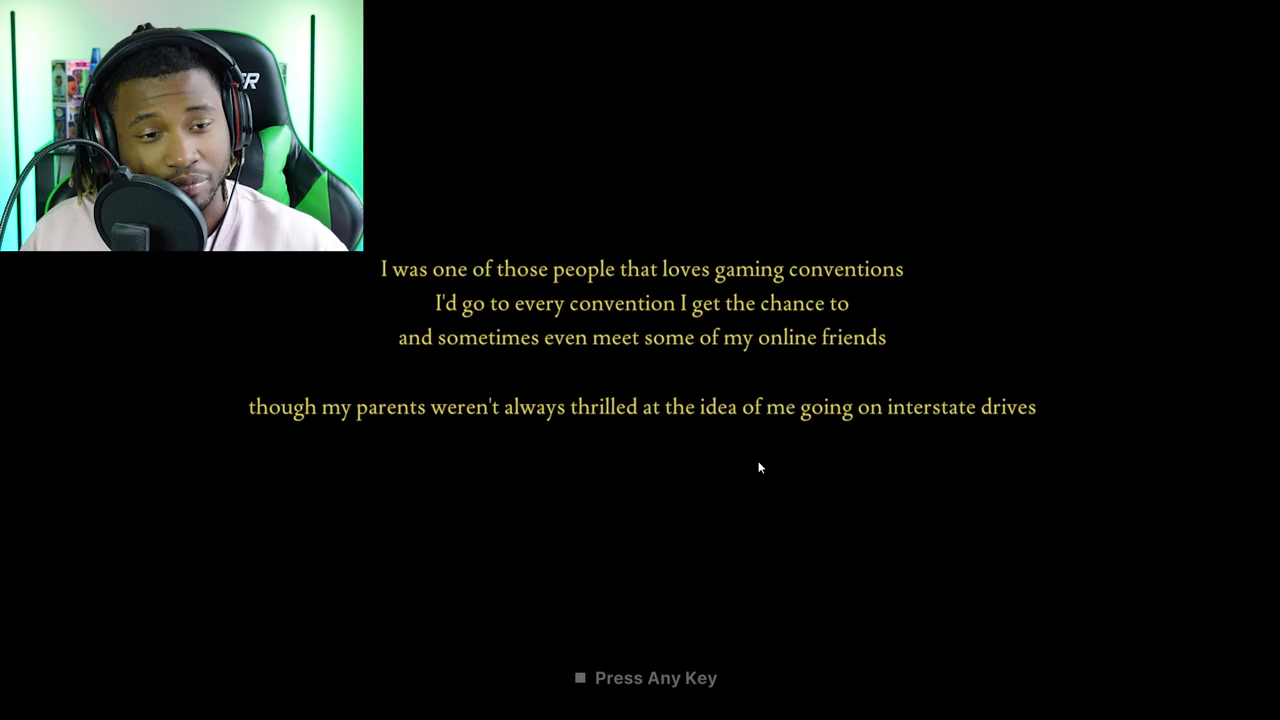 I was one of those people that loves gaming conventions
I'd go to every convention I get the chance to
and sometimes even meet some of my online friends
though my parents weren't always thrilled at the idea of me going on interstate drives
Press Any Key